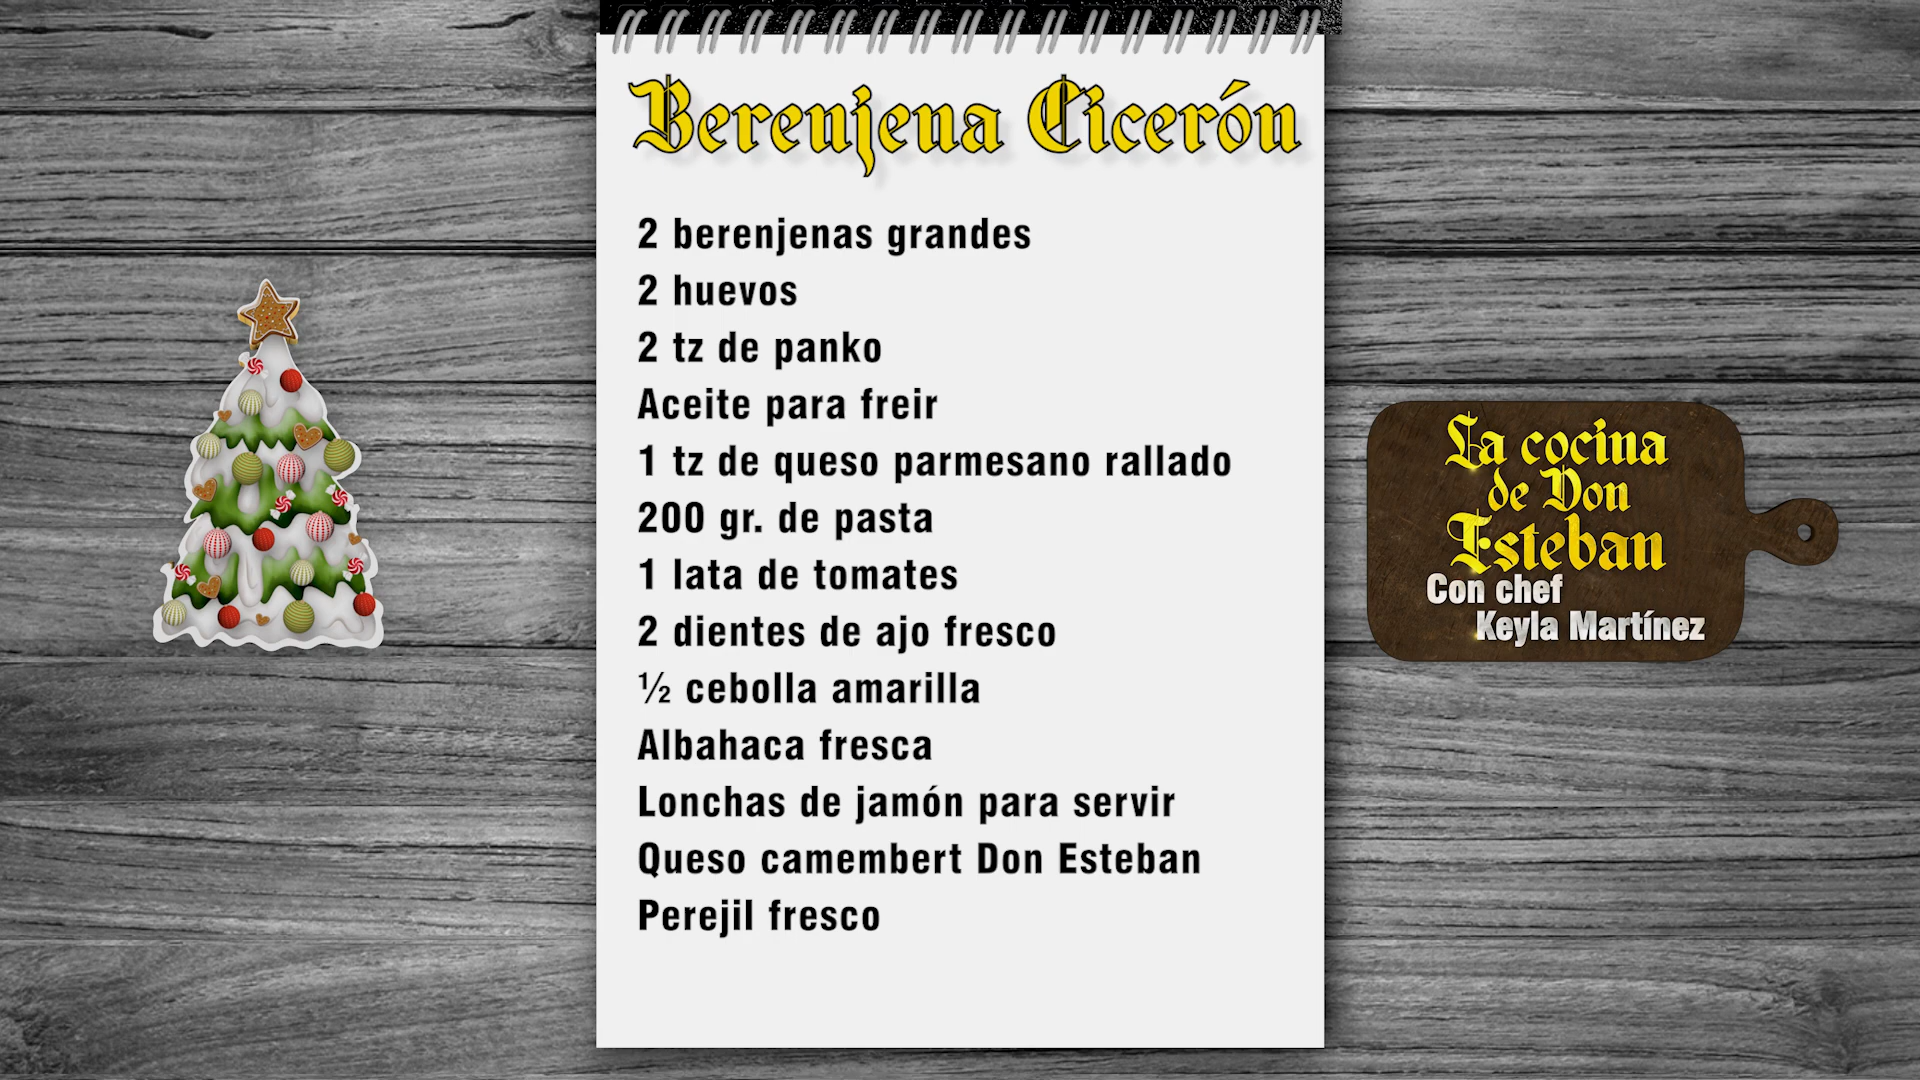 Berenjena Cicerón
2 berenjenas grandes
2 huevos
2 tz de panko
Aceite para freir
1 tz de queso parmesano rallado
200 gr. de pasta
1 lata de tomates
2 dientes de ajo fresco
½ cebolla amarilla
Albahaca fresca
Lonchas de jamón para servir
Queso camembert Don Esteban
Perejil fresco
La cocina
de Don
Esteban
Con chef
Keyla Martínez